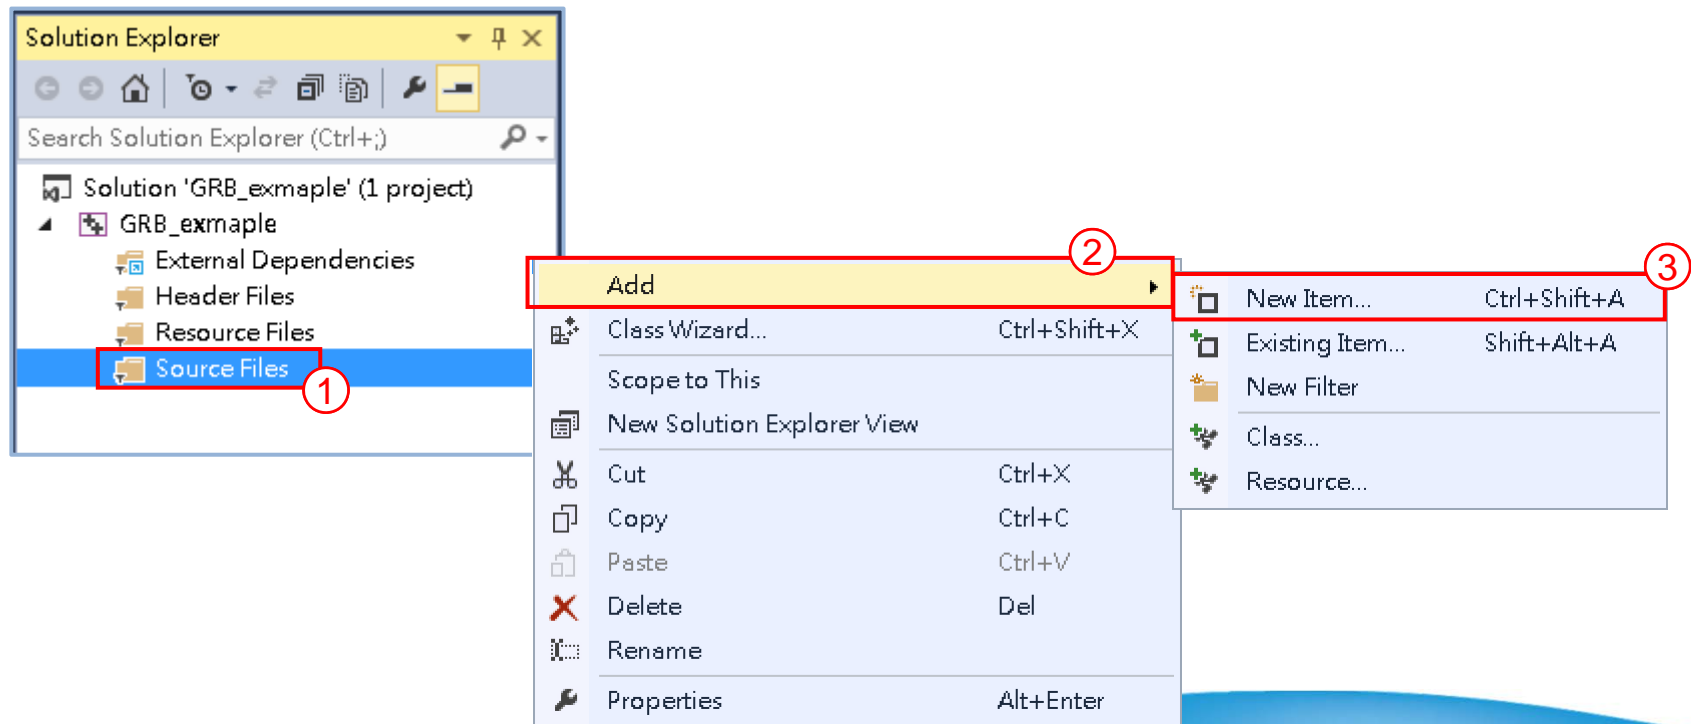 Solution Explorer
Search Solution Explorer (Ctrl+;)
Solution 'GRB_exmaple' (1 project)
GRB_exmaple
External Dependencies
Header Files
Resource Files
Source Files
1
2
Add
Class Wizard... Ctrl+Shift+X
Scope to This
New Solution Explorer View
Cut Ctrl+X
Copy Ctrl+C
Paste Ctrl+V
Delete Del
Rename
Properties Alt+Enter
3
New Item... Ctrl+Shift+A
Existing Item... Shift+Alt+A
New Filter
Class...
Resource...